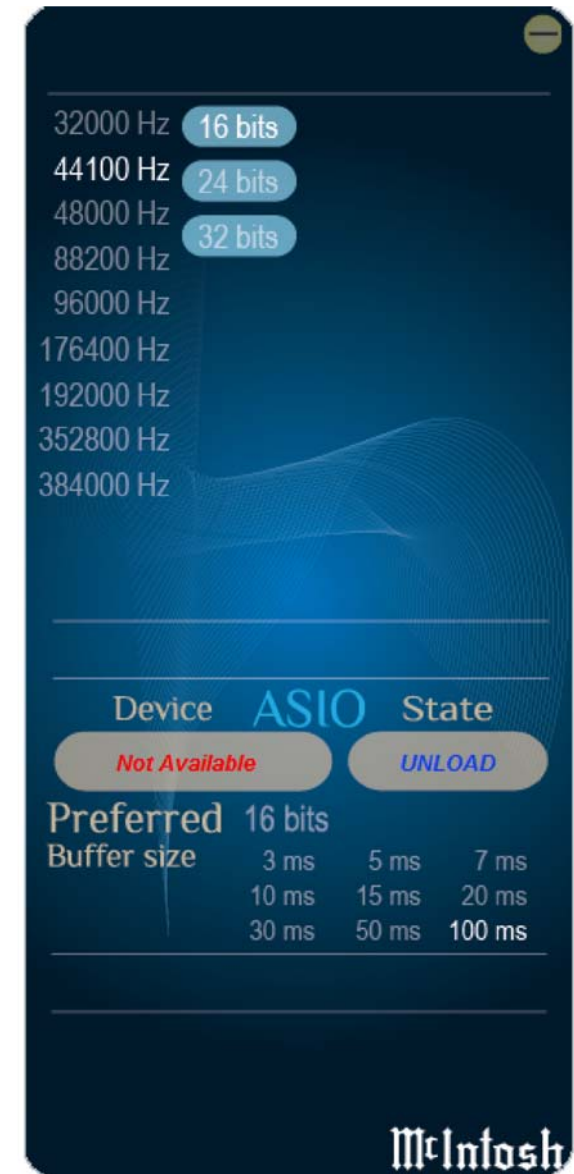 32000 Hz 16 bits
44100 Hz 24 bits
48000 Hz 32 bits
88200 Hz
96000 Hz
176400 Hz
192000 Hz
352800 Hz
384000 Hz
Device ASIO State
Not Available UNLOAD
Preferred 16 bits
Buffer size 3 ms 5 ms 7 ms
10 ms 15 ms 20 ms
30 ms 50 ms 100 ms
McIntosh